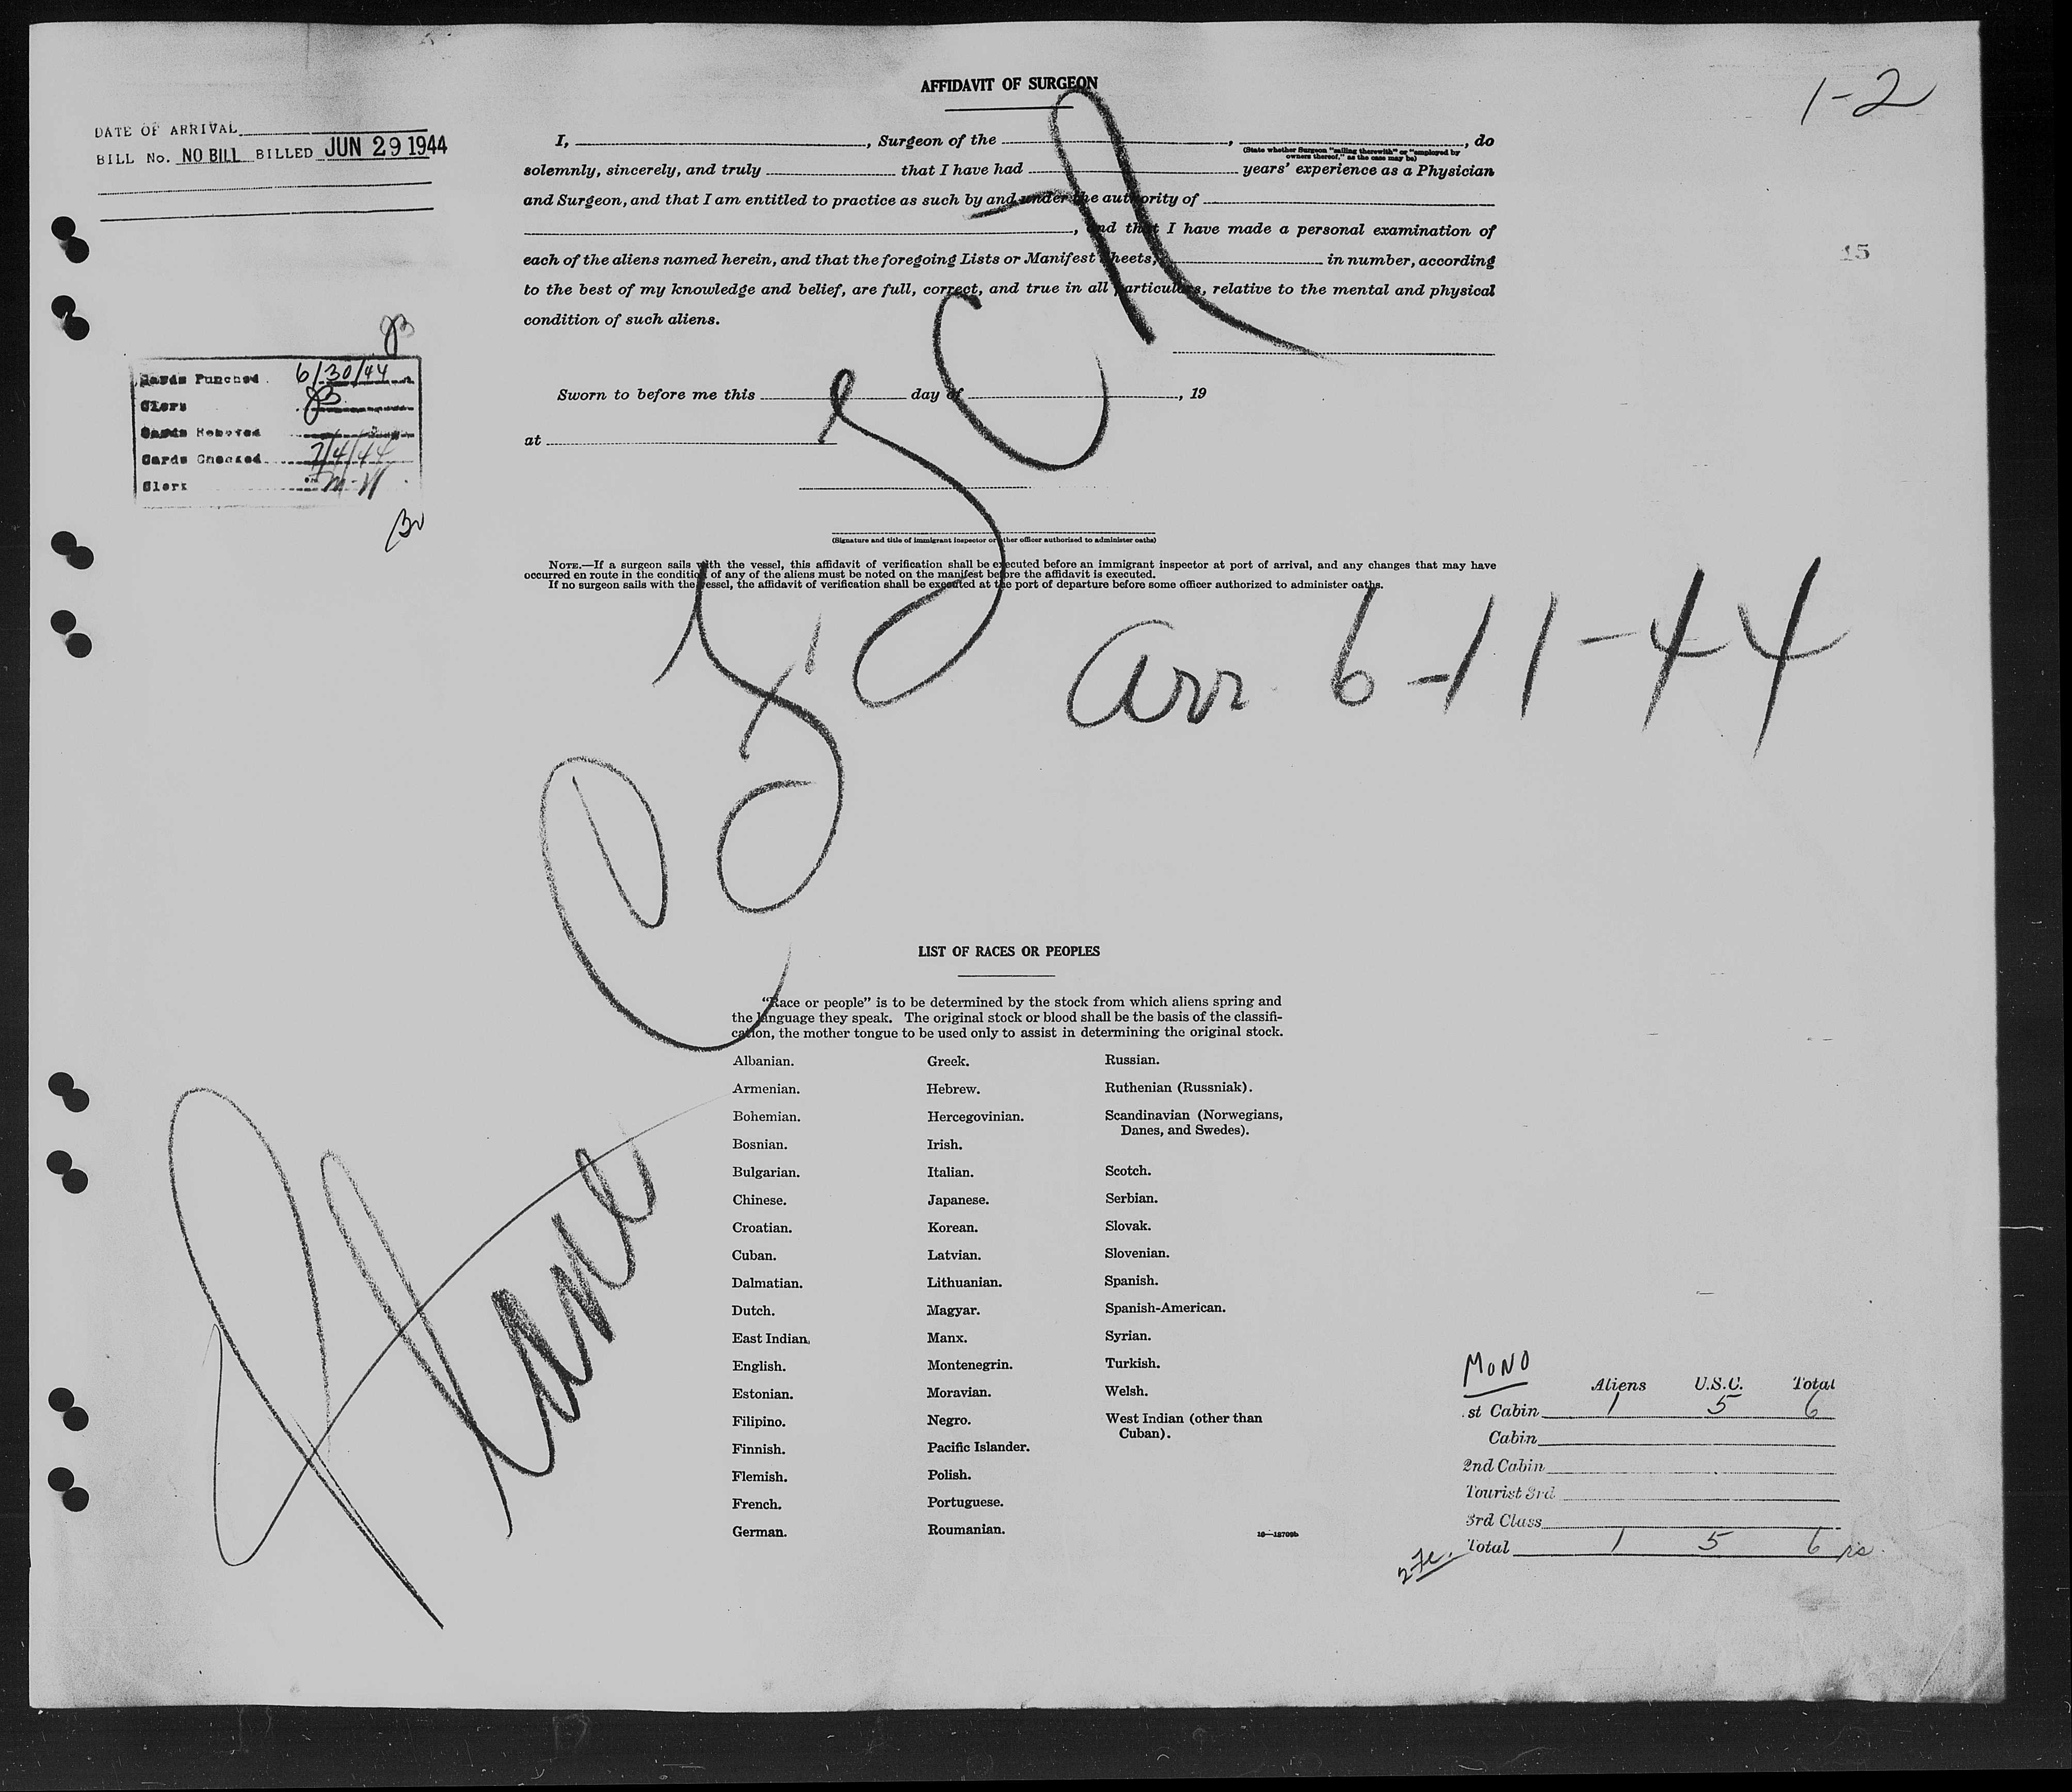 AFFIDAVIT OF SURGEON
1-2
DATE OF ARRIVAL
BILL No. NO BILL BILLED JUN 29 1944
I, , Surgeon of the , , do
(State whether Surgeon "sailing therewith" or "employed by
owners thereof," as the case may be)
solemnly, sincerely, and truly that I have had years' experience as a Physician
and Surgeon, and that I am entitled to practice as such by and under the authority of
, and that I have made a personal examination of
15
each of the aliens named herein, and that the foregoing Lists or Manifest Sheets, in number, according
to the best of my knowledge and belief, are full, correct, and true in all particulars, relative to the mental and physical
condition of such aliens.
Cards Punched 6/30/44
Clerk
Cards Removed
Cards Checked 7/4/44
Clerk
Sworn to before me this day of , 19
at
(Signature and title of immigrant inspector or other officer authorized to administer oaths)
NOTE.—If a surgeon sails with the vessel, this affidavit of verification shall be executed before an immigrant inspector at port of arrival, and any changes that may have
occurred en route in the condition of any of the aliens must be noted on the manifest before the affidavit is executed.
If no surgeon sails with the vessel, the affidavit of verification shall be executed at the port of departure before some officer authorized to administer oaths.
arr 6-11-44
LIST OF RACES OR PEOPLES
"Race or people" is to be determined by the stock from which aliens spring and
the language they speak. The original stock or blood shall be the basis of the classifi-
cation, the mother tongue to be used only to assist in determining the original stock.
Albanian.
Armenian.
Bohemian.
Bosnian.
Bulgarian.
Chinese.
Croatian.
Cuban.
Dalmatian.
Dutch.
East Indian.
English.
Estonian.
Filipino.
Finnish.
Flemish.
French.
German.
Greek.
Hebrew.
Hercegovinian.
Irish.
Italian.
Japanese.
Korean.
Latvian.
Lithuanian.
Magyar.
Manx.
Montenegrin.
Moravian.
Negro.
Pacific Islander.
Polish.
Portuguese.
Roumanian.
Russian.
Ruthenian (Russniak).
Scandinavian (Norwegians,
Danes, and Swedes).
Scotch.
Serbian.
Slovak.
Slovenian.
Spanish.
Spanish-American.
Syrian.
Turkish.
Welsh.
West Indian (other than
Cuban).
16—18709b
MONO
Aliens U.S.C. Total
st Cabin 1 5 6
Cabin
2nd Cabin
Tourist 3rd
3rd Class
Total 1 5 6